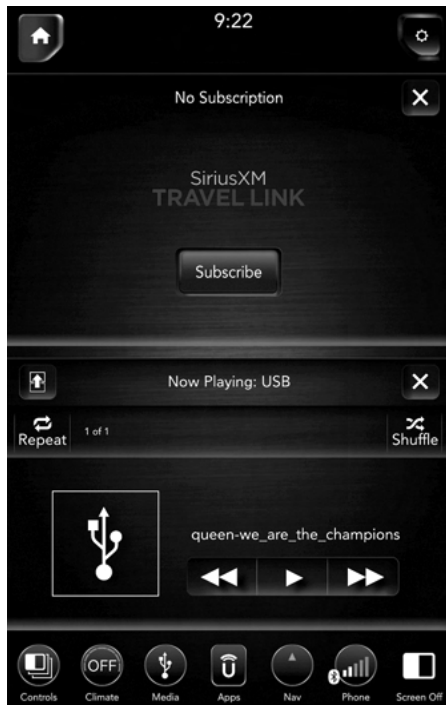 9:22
No Subscription
SiriusXM
TRAVEL LINK
Subscribe
Now Playing: USB
Repeat
1 of 1
Shuffle
queen-we_are_the_champions
OFF
Controls Climate Media Apps Nav Phone Screen Off